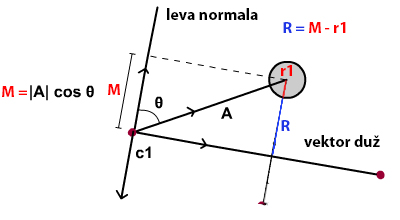 leva normala
R = M - r1
r1
M =|A| cos θ
M
θ
A
R
vektor duž
c1